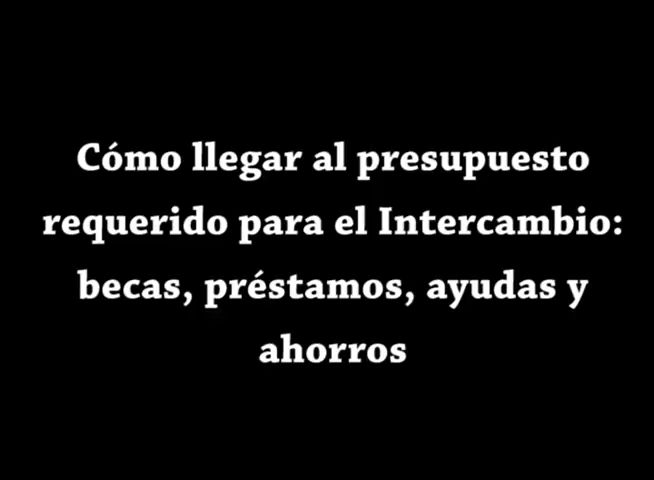 Cómo llegar al presupuesto
requerido para el Intercambio:
becas, préstamos, ayudas y
ahorros